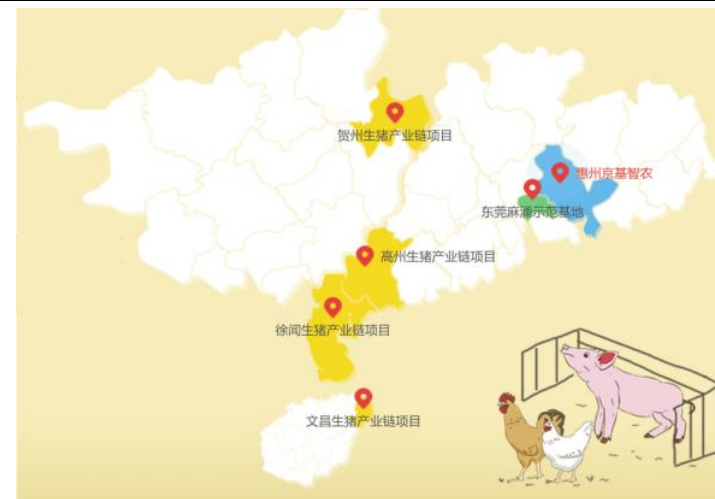 贺州生猪产业链项目
惠州京基智农
东莞麻涌示范基地
高州生猪产业链项目
徐闻生猪产业链项目
文昌生猪产业链项目